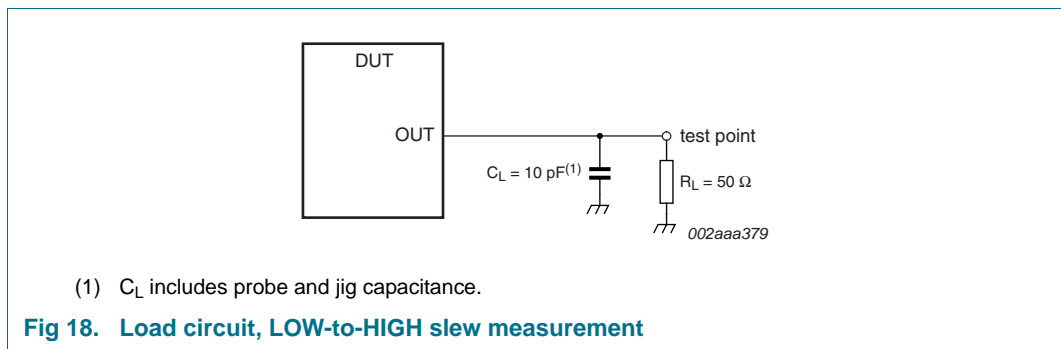 DUT
OUT
test point
C_L = 10 pF(1)
R_L = 50 Ω
002aaa379
(1) C_L includes probe and jig capacitance.
Fig 18. Load circuit, LOW-to-HIGH slew measurement